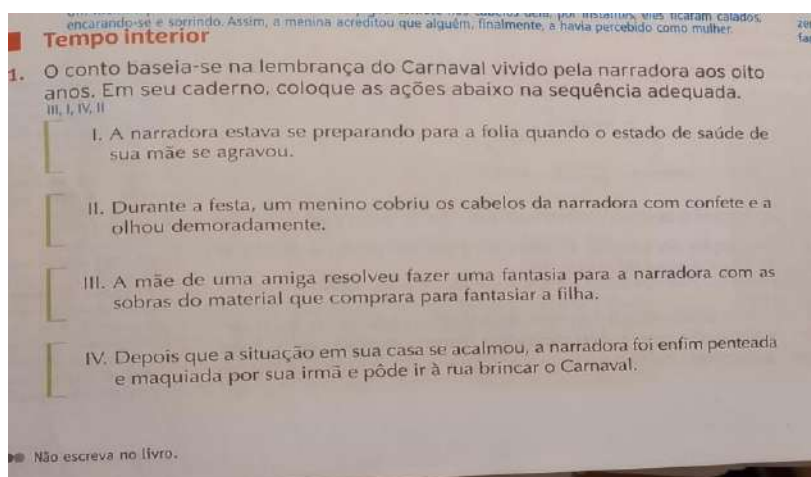 encarando-se e sorrindo. Assim, a menina acreditou que alguém, finalmente, a havia percebido como mulher.
Tempo interior
1. O conto baseia-se na lembrança do Carnaval vivido pela narradora aos oito
anos. Em seu caderno, coloque as ações abaixo na sequência adequada.
III, I, IV, II
I. A narradora estava se preparando para a folia quando o estado de saúde de
sua mãe se agravou.
II. Durante a festa, um menino cobriu os cabelos da narradora com confete e a
olhou demoradamente.
III. A mãe de uma amiga resolveu fazer uma fantasia para a narradora com as
sobras do material que comprara para fantasiar a filha.
IV. Depois que a situação em sua casa se acalmou, a narradora foi enfim penteada
e maquiada por sua irmã e pôde ir à rua brincar o Carnaval.
Não escreva no livro.